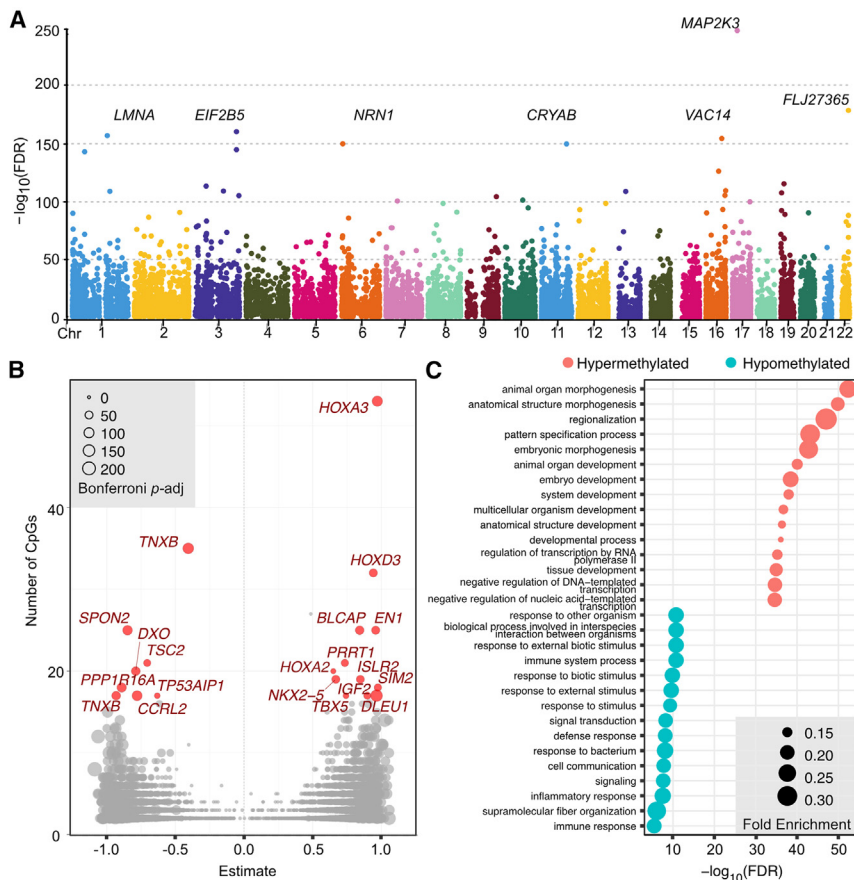 A
MAP2K3
250
200
FLJ27365
LMNA
EIF2B5
NRN1
CRYAB
VAC14
150
100
50
0
−log10(FDR)
Chr 1 2 3 4 5 6 7 8 9 10 11 12 13 14 15 16 17 18 19 20 21 22
B
0
50
100
150
200
Bonferroni p-adj
HOXA3
40
TNXB
HOXD3
SPON2
BLCAP EN1
DXO
TSC2
PRRT1
HOXA2 ISLR2
20
PPP1R16A TP53AIP1
NKX2−5 IGF2 SIM2
TNXB CCRL2
TBX5 DLEU1
0
Number of CpGs
-1.0 -0.5 0.0 0.5 1.0
Estimate
C
Hypermethylated Hypomethylated
animal organ morphogenesis
anatomical structure morphogenesis
regionalization
pattern specification process
embryonic morphogenesis
animal organ development
embryo development
system development
multicellular organism development
anatomical structure development
developmental process
regulation of transcription by RNA
polymerase II
tissue development
negative regulation of DNA−templated
transcription
negative regulation of nucleic acid−templated
transcription
response to other organism
biological process involved in interspecies
interaction between organisms
response to external biotic stimulus
immune system process
response to biotic stimulus
response to external stimulus
response to stimulus
signal transduction
defense response
response to bacterium
cell communication
signaling
inflammatory response
supramolecular fiber organization
immune response
0.15
0.20
0.25
0.30
Fold Enrichment
10 20 30 40 50
−log10(FDR)